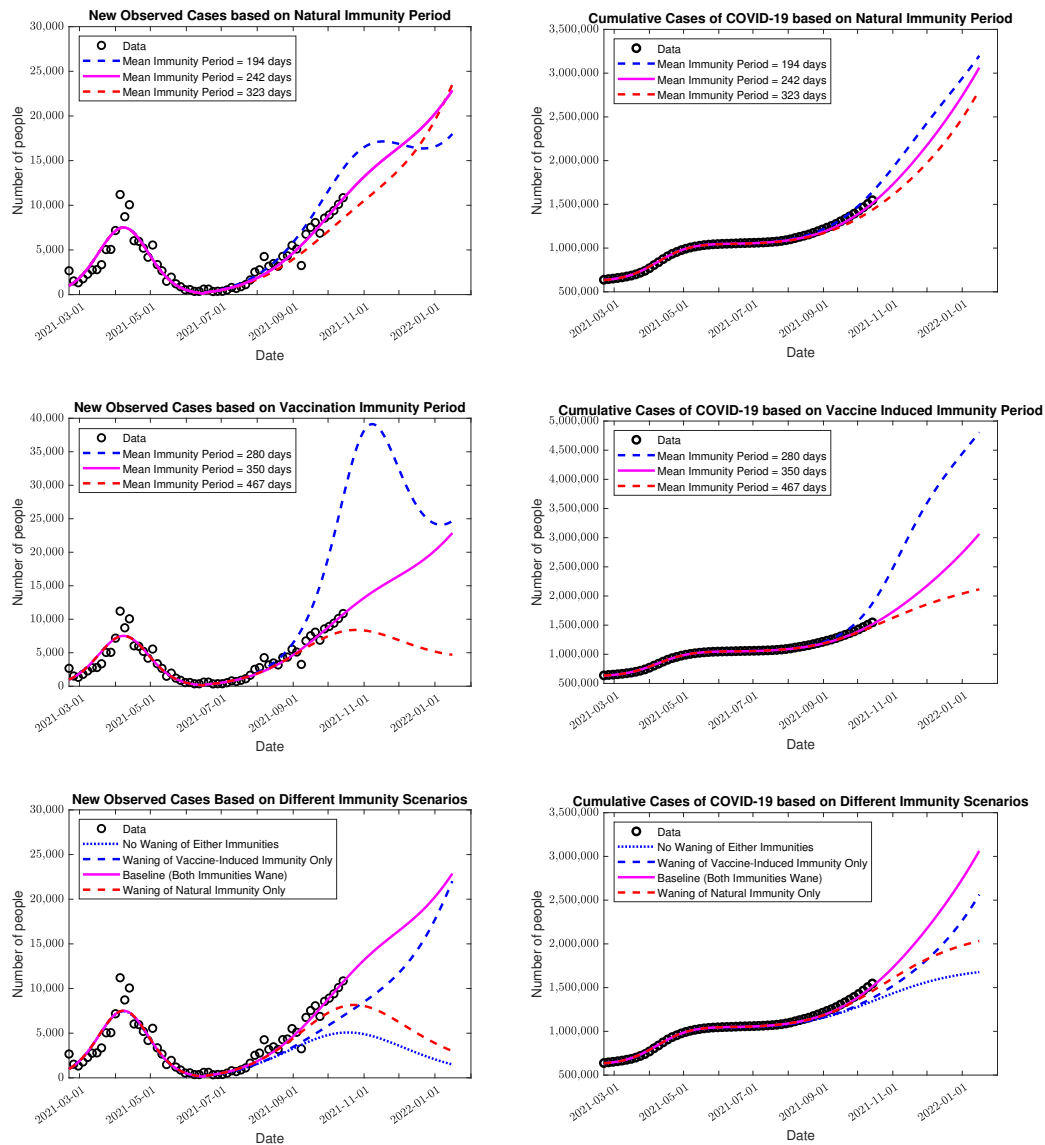 New Observed Cases based on Natural Immunity Period
30,000
25,000
20,000
15,000
10,000
5,000
0
Number of people
Data
Mean Immunity Period = 194 days
Mean Immunity Period = 242 days
Mean Immunity Period = 323 days
2021-03-01
2021-05-01
2021-07-01
2021-09-01
2021-11-01
2022-01-01
Date
Cumulative Cases of COVID-19 based on Natural Immunity Period
3,500,000
3,000,000
2,500,000
2,000,000
1,500,000
1,000,000
500,000
Number of people
Data
Mean Immunity Period = 194 days
Mean Immunity Period = 242 days
Mean Immunity Period = 323 days
2021-03-01
2021-05-01
2021-07-01
2021-09-01
2021-11-01
2022-01-01
Date
New Observed Cases based on Vaccination Immunity Period
40,000
35,000
30,000
25,000
20,000
15,000
10,000
5,000
0
Number of people
Data
Mean Immunity Period = 280 days
Mean Immunity Period = 350 days
Mean Immunity Period = 467 days
2021-03-01
2021-05-01
2021-07-01
2021-09-01
2021-11-01
2022-01-01
Date
Cumulative Cases of COVID-19 based on Vaccine Induced Immunity Period
5,000,000
4,500,000
4,000,000
3,500,000
3,000,000
2,500,000
2,000,000
1,500,000
1,000,000
500,000
Number of people
Data
Mean Immunity Period = 280 days
Mean Immunity Period = 350 days
Mean Immunity Period = 467 days
2021-03-01
2021-05-01
2021-07-01
2021-09-01
2021-11-01
2022-01-01
Date
New Observed Cases Based on Different Immunity Scenarios
30,000
25,000
20,000
15,000
10,000
5,000
0
Number of people
Data
No Waning of Either Immunities
Waning of Vaccine-Induced Immunity Only
Baseline (Both Immunities Wane)
Waning of Natural Immunity Only
2021-03-01
2021-05-01
2021-07-01
2021-09-01
2021-11-01
2022-01-01
Date
Cumulative Cases of COVID-19 based on Different Immunity Scenarios
3,500,000
3,000,000
2,500,000
2,000,000
1,500,000
1,000,000
500,000
Number of people
Data
No Waning of Either Immunities
Waning of Vaccine-Induced Immunity Only
Baseline (Both Immunities Wane)
Waning of Natural Immunity Only
2021-03-01
2021-05-01
2021-07-01
2021-09-01
2021-11-01
2022-01-01
Date